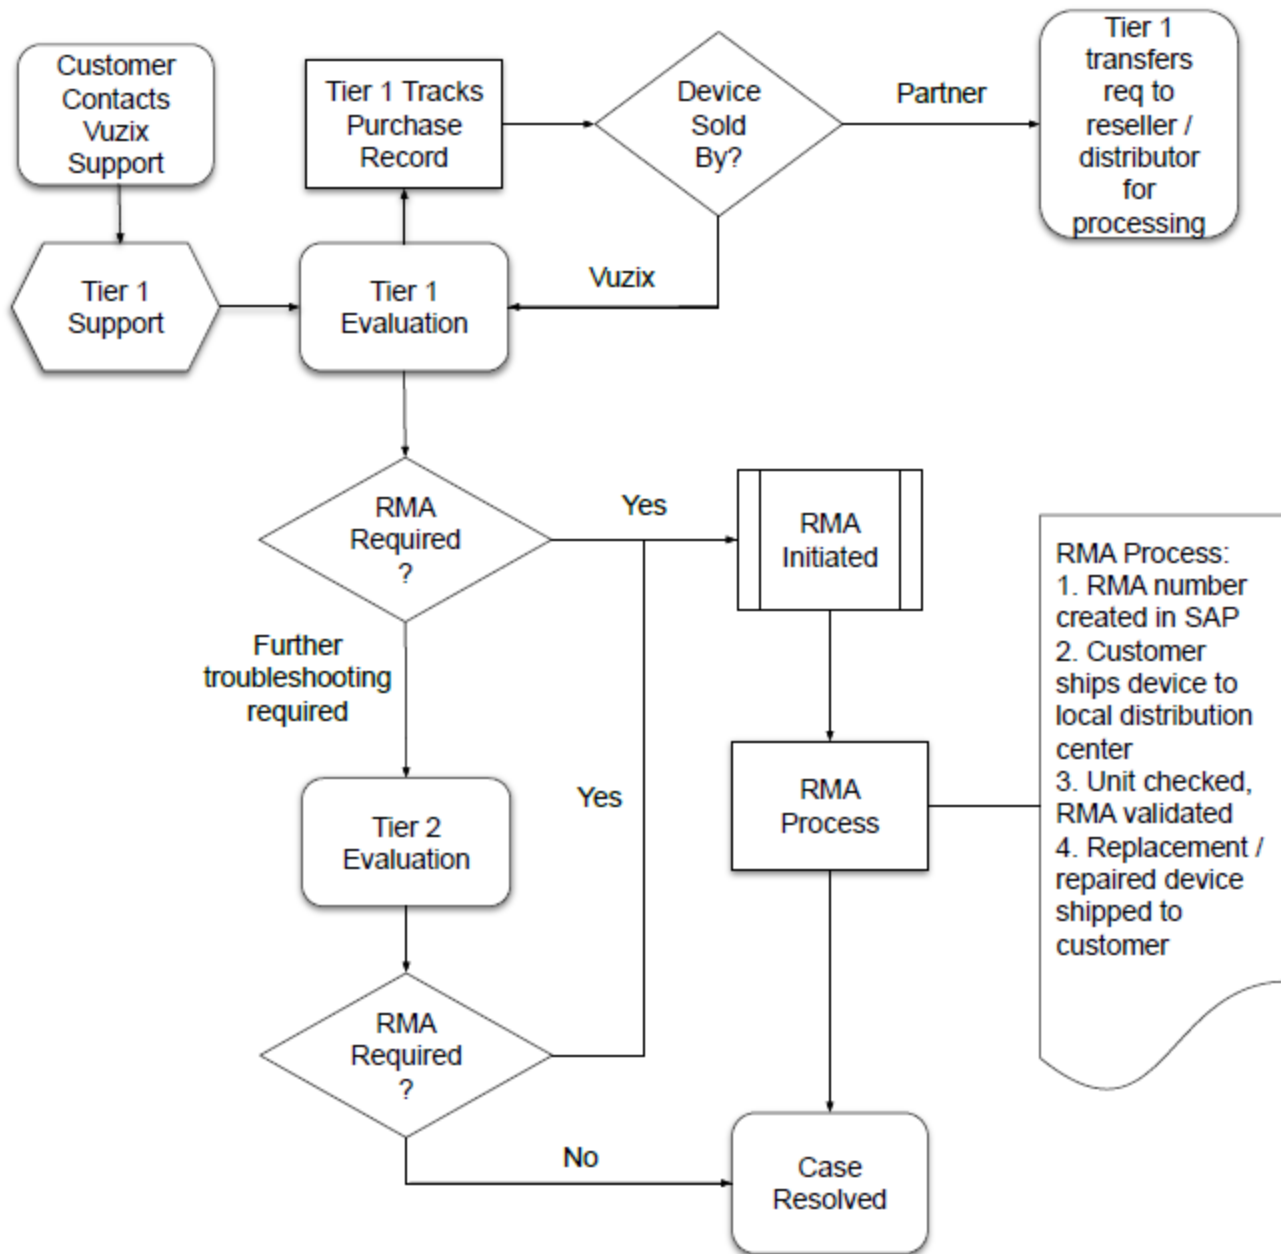 Customer
Contacts
Vuzix
Support
Tier 1 Tracks
Purchase
Record
Device
Sold
By?
Partner
Tier 1
transfers
req to
reseller /
distributor
for
processing
Tier 1
Support
Tier 1
Evaluation
Vuzix
RMA
Required
?
Yes
RMA
Initiated
Further
troubleshooting
required
RMA Process:
1. RMA number
created in SAP
2. Customer
ships device to
local distribution
center
3. Unit checked,
RMA validated
4. Replacement /
repaired device
shipped to
customer
Yes
RMA
Process
Tier 2
Evaluation
RMA
Required
?
No
Case
Resolved